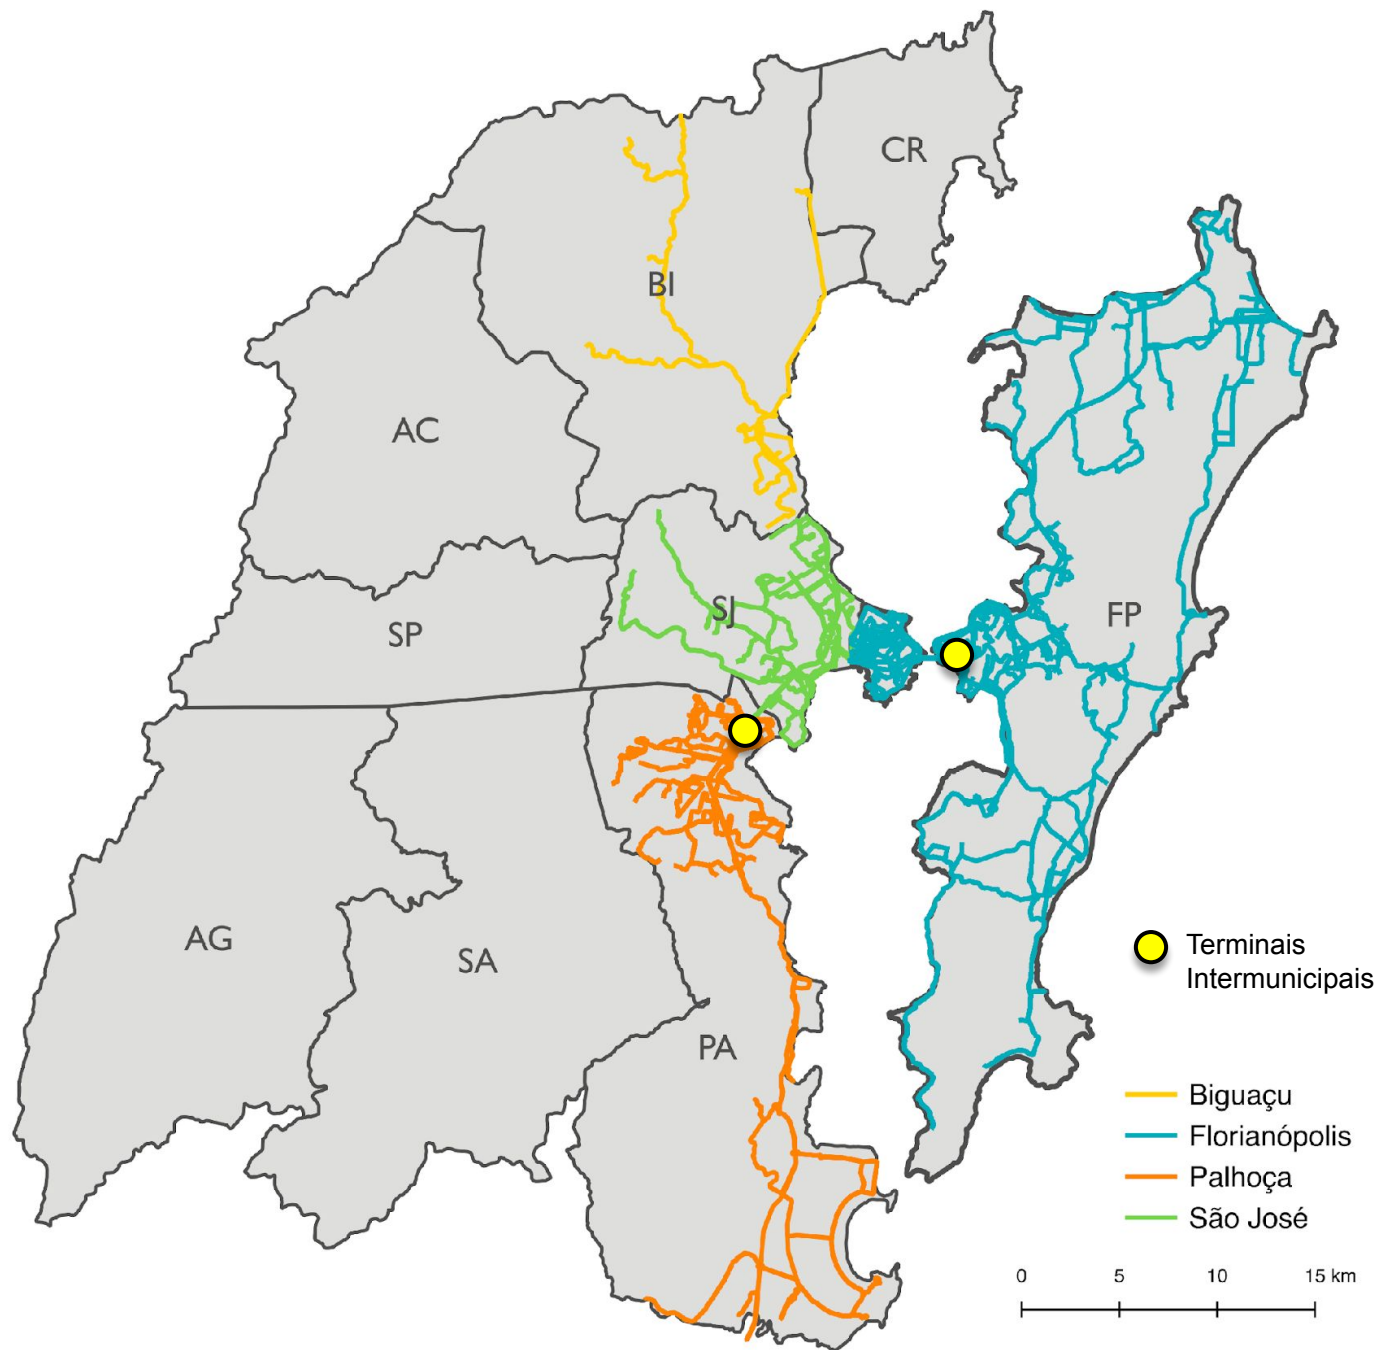 CR
BI
AC
SJ
FP
SP
AG
SA
PA
Terminais
Intermunicipais
Biguaçu
Florianópolis
Palhoça
São José
0 5 10 15 km